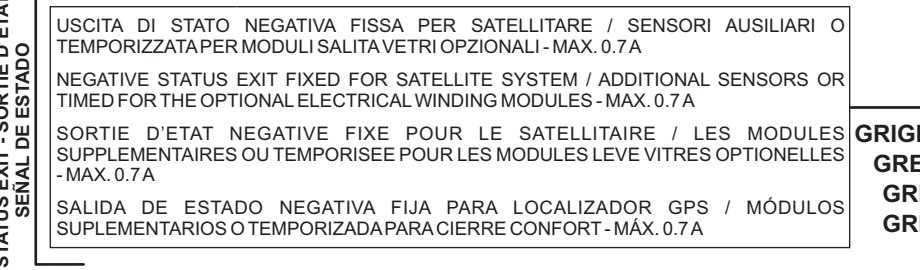 SEÑAL DE ESTADO
USCITA DI STATO NEGATIVA FISSA PER SATELLITARE / SENSORI AUSILIARI O
TEMPORIZZATA PER MODULI SALITA VETRI OPZIONALI - MAX. 0.7 A
NEGATIVE STATUS EXIT FIXED FOR SATELLITE SYSTEM / ADDITIONAL SENSORS OR
TIMED FOR THE OPTIONAL ELECTRICAL WINDING MODULES - MAX. 0.7 A
SORTIE D'ETAT NEGATIVE FIXE POUR LE SATELLITAIRE / LES MODULES
SUPPLEMENTAIRES OU TEMPORISEE POUR LES MODULES LEVE VITRES OPTIONELLES
- MAX. 0.7 A
SALIDA DE ESTADO NEGATIVA FIJA PARA LOCALIZADOR GPS / MÓDULOS
SUPLEMENTARIOS O TEMPORIZADA PARA CIERRE CONFORT - MÁX. 0.7 A